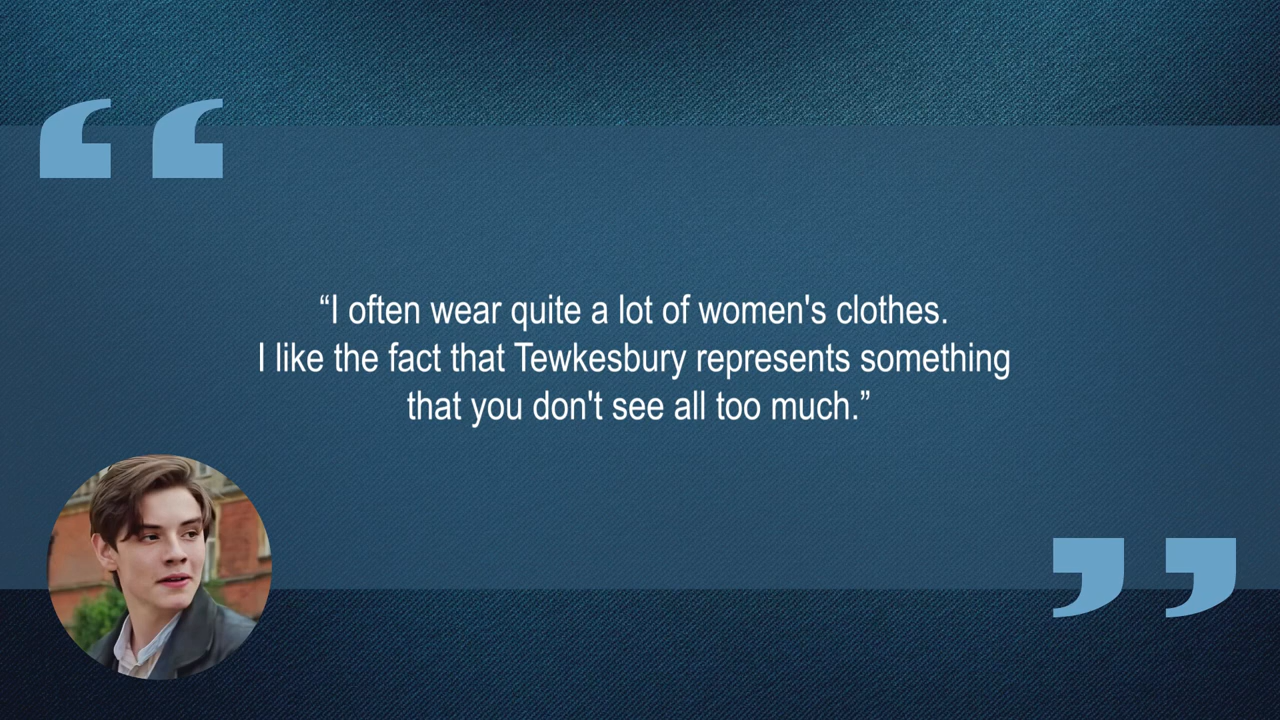 “I often wear quite a lot of women's clothes.
I like the fact that Tewkesbury represents something
that you don't see all too much.”